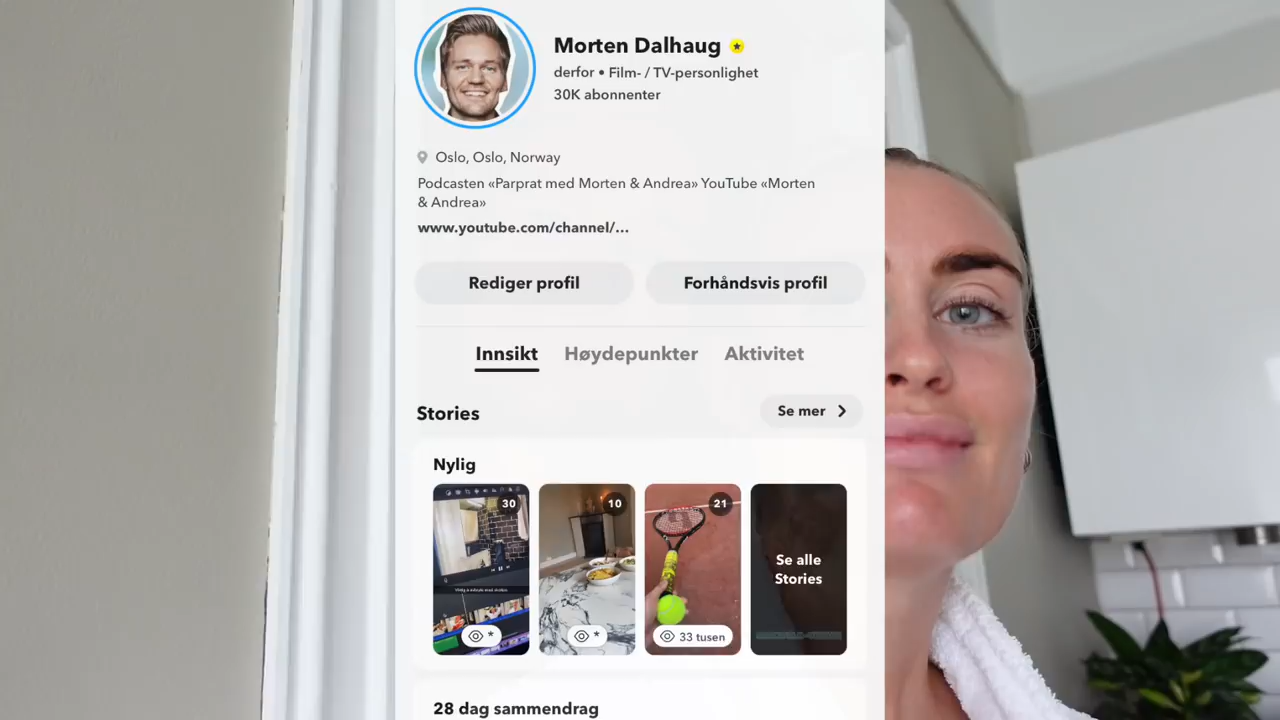 Morten Dalhaug
derfor • Film- / TV-personlighet
30K abonnenter
Oslo, Oslo, Norway
Podcasten «Parprat med Morten & Andrea» YouTube «Morten
& Andrea»
www.youtube.com/channel/...
Rediger profil
Forhåndsvis profil
Innsikt
Høydepunkter
Aktivitet
Stories
Se mer
Nylig
30
10
21
*
*
33 tusen
Se alle
Stories
28 dag sammendrag